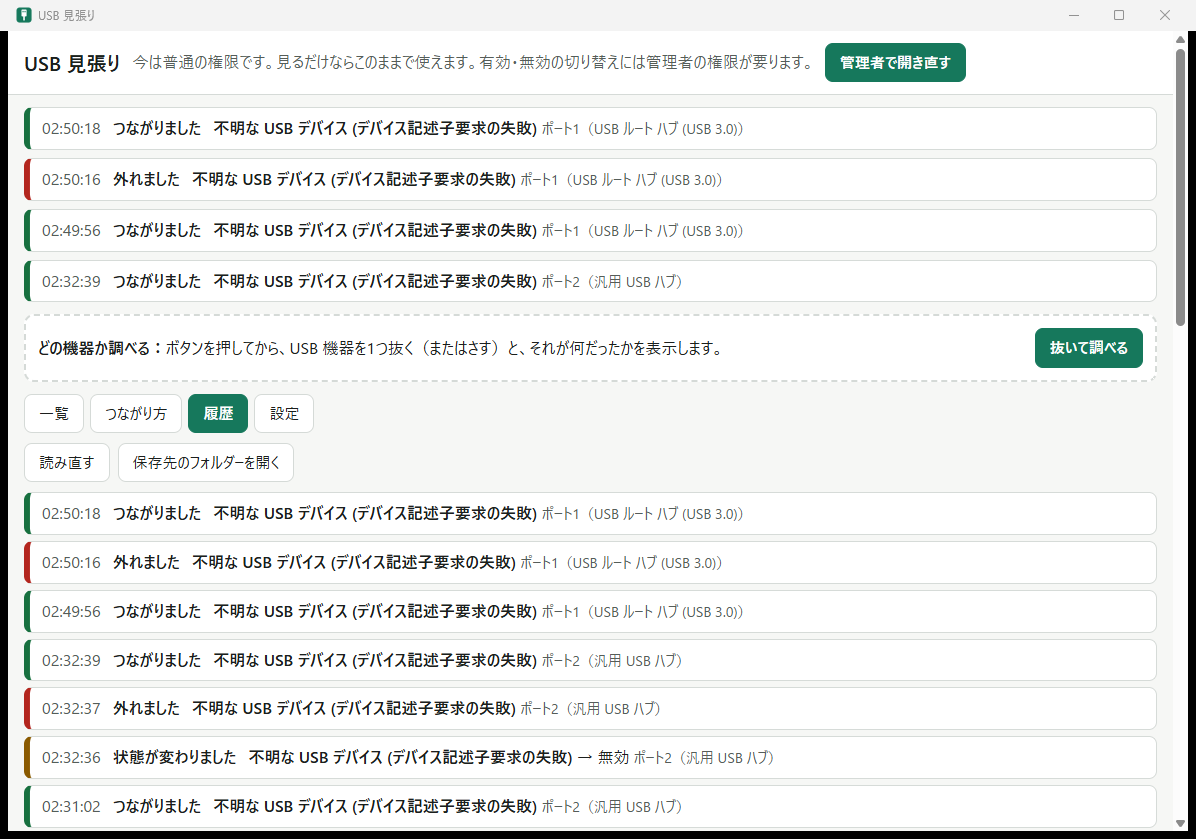 USB 見張り
USB 見張り 今は普通の権限です。見るだけならこのままで使えます。有効・無効の切り替えには管理者の権限が要ります。 管理者で開き直す
02:50:18 つながりました 不明な USB デバイス (デバイス記述子要求の失敗) ポート1（USB ルート ハブ (USB 3.0)）
02:50:16 外れました 不明な USB デバイス (デバイス記述子要求の失敗) ポート1（USB ルート ハブ (USB 3.0)）
02:49:56 つながりました 不明な USB デバイス (デバイス記述子要求の失敗) ポート1（USB ルート ハブ (USB 3.0)）
02:32:39 つながりました 不明な USB デバイス (デバイス記述子要求の失敗) ポート2（汎用 USB ハブ）
どの機器か調べる：ボタンを押してから、USB 機器を1つ抜く（またはさす）と、それが何だったかを表示します。 抜いて調べる
一覧 つながり方 履歴 設定
読み直す 保存先のフォルダーを開く
02:50:18 つながりました 不明な USB デバイス (デバイス記述子要求の失敗) ポート1（USB ルート ハブ (USB 3.0)）
02:50:16 外れました 不明な USB デバイス (デバイス記述子要求の失敗) ポート1（USB ルート ハブ (USB 3.0)）
02:49:56 つながりました 不明な USB デバイス (デバイス記述子要求の失敗) ポート1（USB ルート ハブ (USB 3.0)）
02:32:39 つながりました 不明な USB デバイス (デバイス記述子要求の失敗) ポート2（汎用 USB ハブ）
02:32:37 外れました 不明な USB デバイス (デバイス記述子要求の失敗) ポート2（汎用 USB ハブ）
02:32:36 状態が変わりました 不明な USB デバイス (デバイス記述子要求の失敗) → 無効 ポート2（汎用 USB ハブ）
02:31:02 つながりました 不明な USB デバイス (デバイス記述子要求の失敗) ポート2（汎用 USB ハブ）